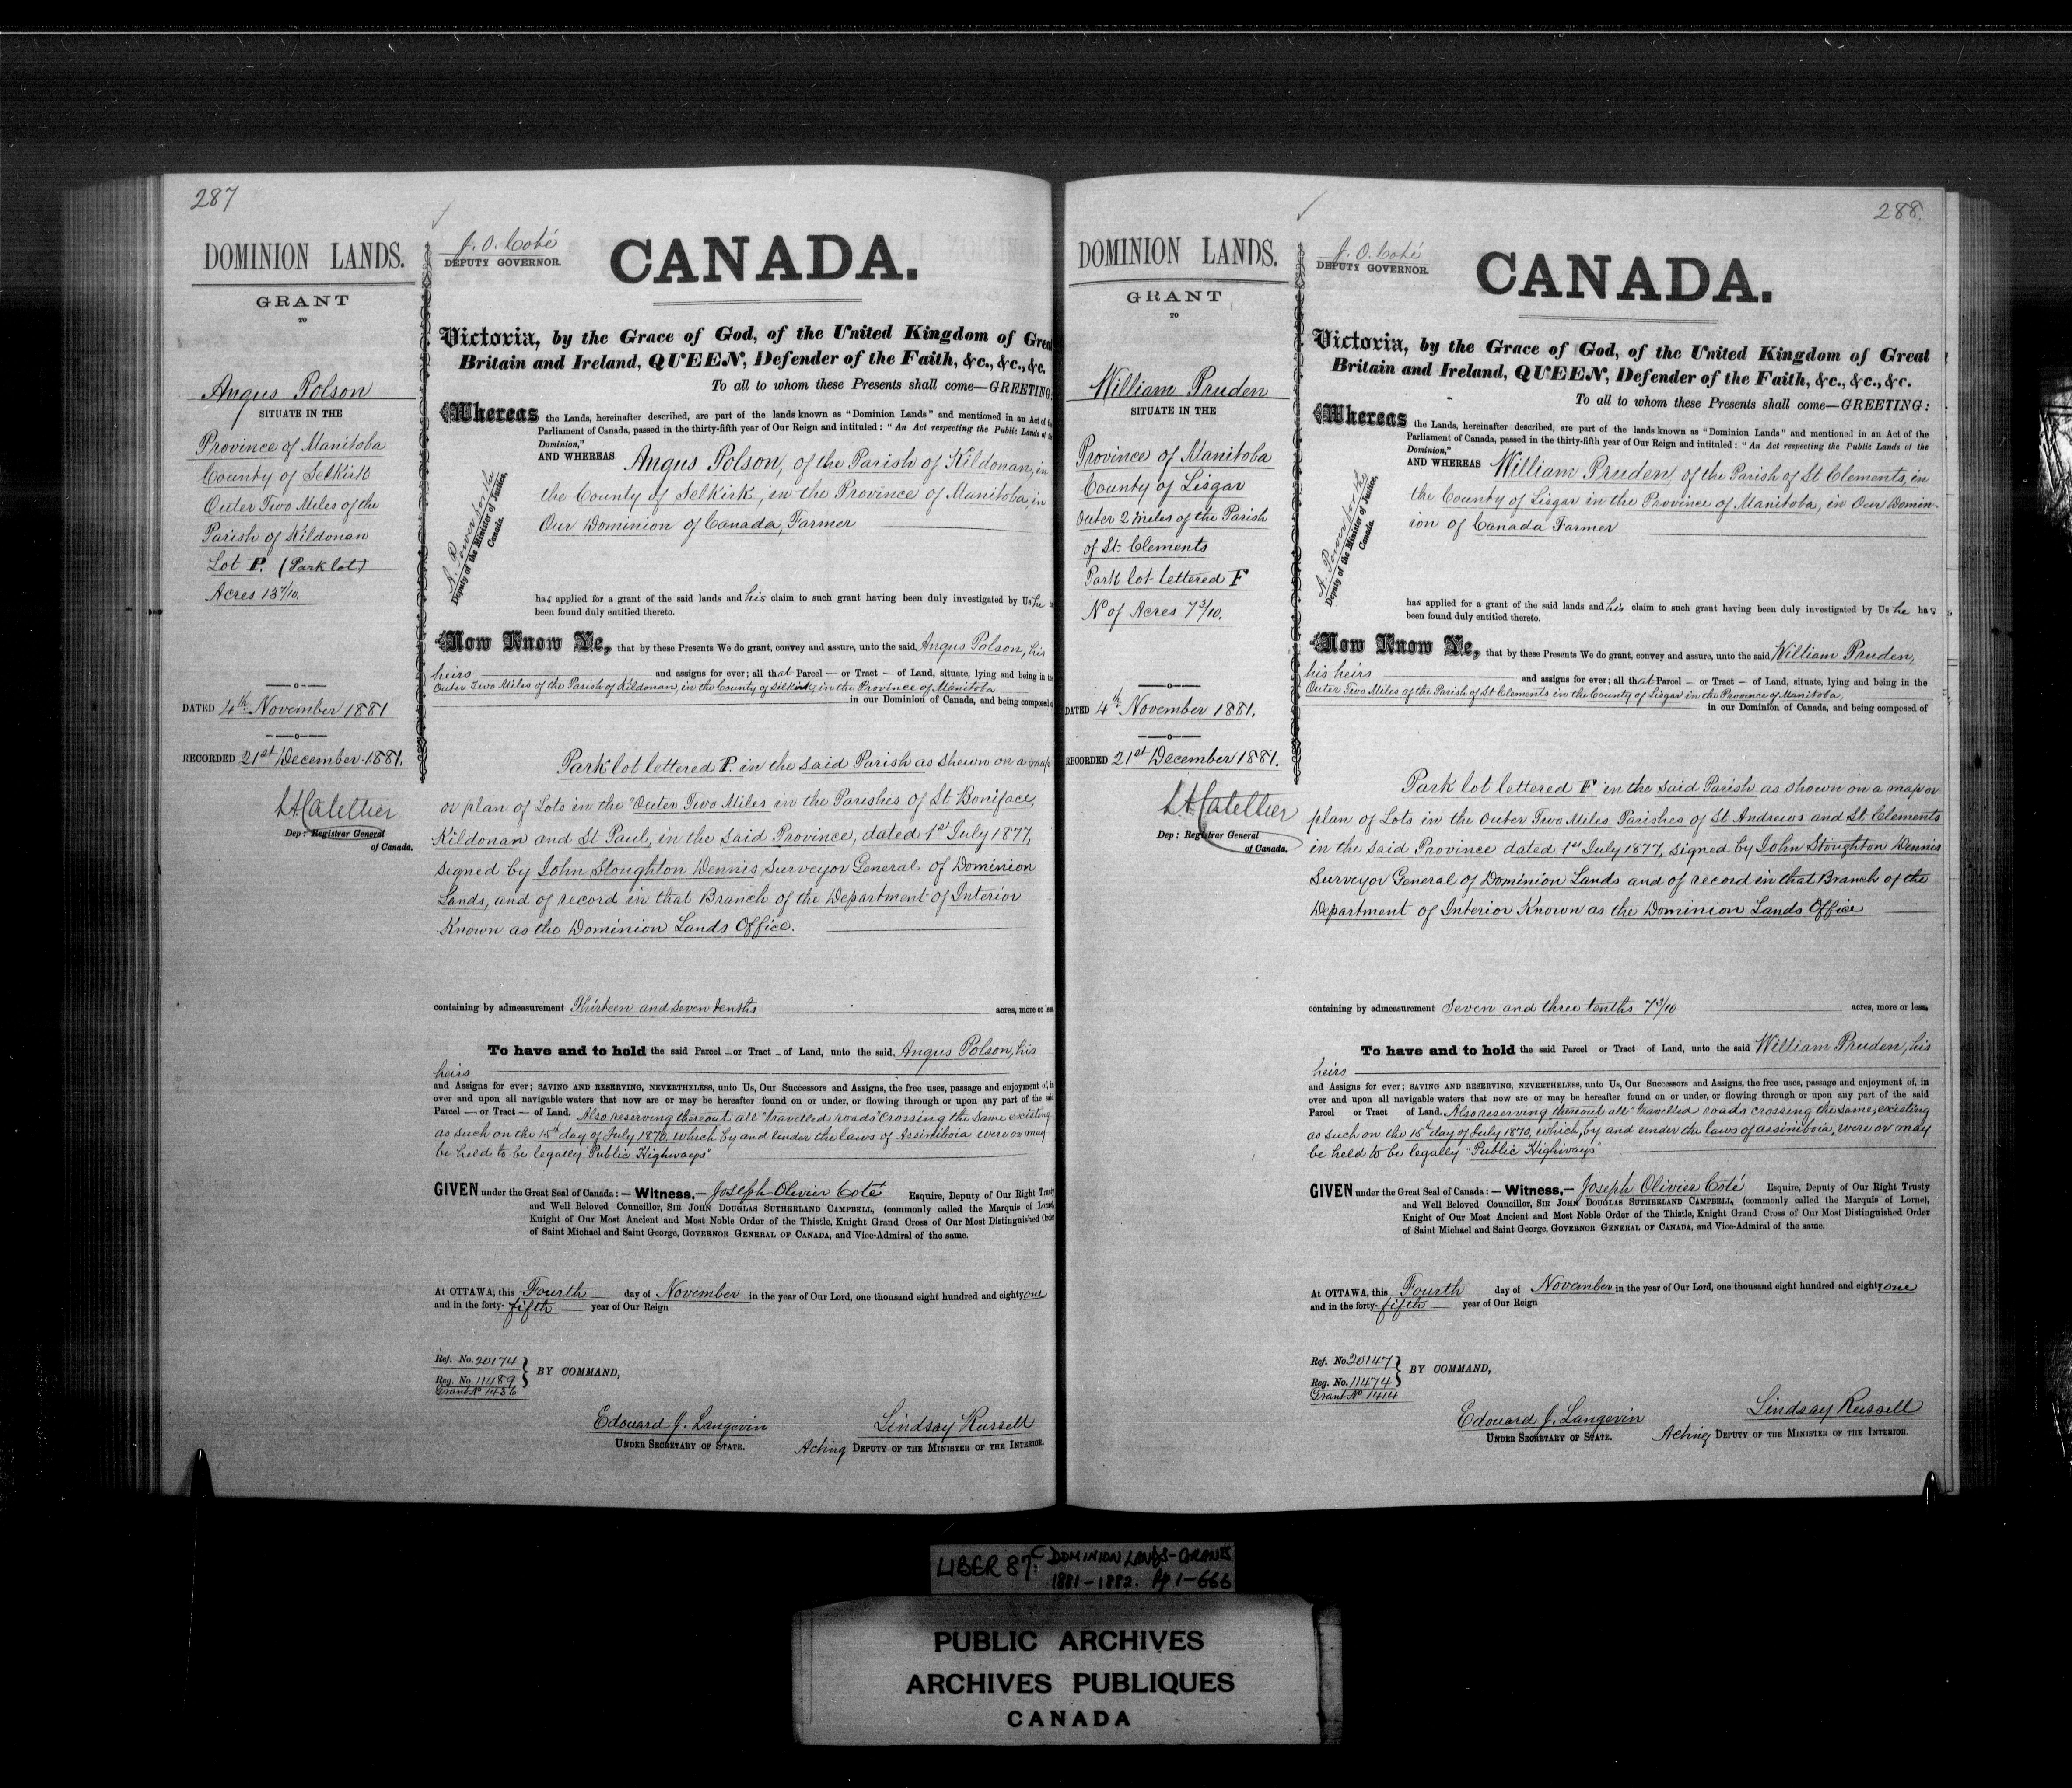 287
DOMINION LANDS.
GRANT
TO
Angus Polson
SITUATE IN THE
Province of Manitoba
County of Selkirk
Outer Two Miles of the
Parish of Kildonan
Lot P. (Park lot)
Acres 13 7/10.
DATED 4th November 1881
RECORDED 21st December 1881.
Dep: Registrar General
of Canada.
J. O. Coté
DEPUTY GOVERNOR.
CANADA.
Victoria, by the Grace of God, of the United Kingdom of Great
Britain and Ireland, QUEEN, Defender of the Faith, &c., &c., &c.
To all to whom these Presents shall come—GREETING:
Whereas the Lands, hereinafter described, are part of the lands known as "Dominion Lands" and mentioned in an Act of the
Parliament of Canada, passed in the thirty-fifth year of Our Reign and intituled: "An Act respecting the Public Lands of the
Dominion,"
AND WHEREAS Angus Polson, of the Parish of Kildonan, in
the County of Selkirk, in the Province of Manitoba, in
Our Dominion of Canada, Farmer
A. Power for the
Deputy of the Minister of Justice,
Canada.
has applied for a grant of the said lands and his claim to such grant having been duly investigated by Us he h
been found duly entitled thereto.
Now Know Ye, that by these Presents We do grant, convey and assure, unto the said Angus Polson, his
heirs and assigns for ever; all that Parcel — or Tract — of Land, situate, lying and being in the
Outer Two Miles of the Parish of Kildonan, in the County of Selkirk, in the Province of Manitoba
in our Dominion of Canada, and being composed of
Park lot lettered P. in the said Parish as shewn on a map
or plan of Lots in the "Outer Two Miles in the Parishes of St Boniface,
Kildonan and St Paul, in the said Province, dated 1st July 1877,
signed by John Stoughton Dennis, Surveyor General of Dominion
Lands, and of record in that Branch of the Department of Interior
Known as the Dominion Lands Office.
containing by admeasurement Thirteen and seven tenths acres, more or less.
To have and to hold the said Parcel — or Tract — of Land, unto the said, Angus Polson, his
heirs
and Assigns for ever; SAVING AND RESERVING, NEVERTHELESS, unto Us, Our Successors and Assigns, the free uses, passage and enjoyment of, in
over and upon all navigable waters that now are or may be hereafter found on or under, or flowing through or upon any part of the said
Parcel — or Tract — of Land. Also reserving thereout all "travelled roads" crossing the same existing
as such on the 15th day of July 1870, which by and under the laws of Assiniboia were or may
be held to be legally "Public Highways"
GIVEN under the Great Seal of Canada:— Witness,— Joseph Olivier Coté Esquire, Deputy of Our Right Trusty
and Well Beloved Councillor, SIR JOHN DOUGLAS SUTHERLAND CAMPBELL, (commonly called the Marquis of Lorne),
Knight of Our Most Ancient and Most Noble Order of the Thistle, Knight Grand Cross of Our Most Distinguished Order
of Saint Michael and Saint George, GOVERNOR GENERAL OF CANADA, and Vice-Admiral of the same.
At OTTAWA, this Fourth day of November in the year of Our Lord, one thousand eight hundred and eighty one
and in the forty-fifth year of Our Reign
Ref. No. 20174
Reg. No. 11489
Grant No 1436
BY COMMAND,
Edouard J. Langevin
UNDER SECRETARY OF STATE.
Lindsay Russell
Acting DEPUTY OF THE MINISTER OF THE INTERIOR.
288.
DOMINION LANDS.
GRANT
TO
William Pruden
SITUATE IN THE
Province of Manitoba
County of Lisgar
Outer 2 Miles of the Parish
of St. Clements
Park lot lettered F
No of Acres 7 3/10.
DATED 4th November 1881.
RECORDED 21st December 1881.
Dep: Registrar General
of Canada.
J. O. Coté
DEPUTY GOVERNOR.
CANADA.
Victoria, by the Grace of God, of the United Kingdom of Great
Britain and Ireland, QUEEN, Defender of the Faith, &c., &c., &c.
To all to whom these Presents shall come—GREETING:
Whereas the Lands, hereinafter described, are part of the lands known as "Dominion Lands" and mentioned in an Act of the
Parliament of Canada, passed in the thirty-fifth year of Our Reign and intituled: "An Act respecting the Public Lands of the
Dominion,"
AND WHEREAS William Pruden, of the Parish of St Clements, in
the County of Lisgar in the Province of Manitoba, in Our Domin-
ion of Canada Farmer
A. Power for the
Deputy of the Minister of Justice,
Canada.
has applied for a grant of the said lands and his claim to such grant having been duly investigated by Us he has
been found duly entitled thereto.
Now Know Ye, that by these Presents We do grant, convey and assure, unto the said William Pruden,
his heirs and assigns for ever; all that Parcel — or Tract — of Land, situate, lying and being in the
Outer Two Miles of the Parish of St Clements in the County of Lisgar in the Province of Manitoba,
in our Dominion of Canada, and being composed of
Park lot lettered F in the said Parish as shown on a map or
plan of Lots in the Outer Two Miles Parishes of St Andrews and St Clements
in the said Province dated 1st July 1877, signed by John Stoughton Dennis
Surveyor General of Dominion Lands and of record in that Branch of the
Department of Interior Known as the Dominion Lands Office
containing by admeasurement Seven and three tenths 7 3/10 acres, more or less.
To have and to hold the said Parcel or Tract of Land, unto the said William Pruden, his
heirs
and Assigns for ever; SAVING AND RESERVING, NEVERTHELESS, unto Us, Our Successors and Assigns, the free uses, passage and enjoyment of, in
over and upon all navigable waters that now are or may be hereafter found on or under, or flowing through or upon any part of the said
Parcel or Tract of Land. Also reserving thereout all "travelled roads crossing the same, existing
as such on the 15th day of July 1870, which, by and under the laws of assiniboia, were or may
be held to be legally "Public Highways"
GIVEN under the Great Seal of Canada:— Witness,— Joseph Olivier Coté Esquire, Deputy of Our Right Trusty
and Well Beloved Councillor, SIR JOHN DOUGLAS SUTHERLAND CAMPBELL, (commonly called the Marquis of Lorne),
Knight of Our Most Ancient and Most Noble Order of the Thistle, Knight Grand Cross of Our Most Distinguished Order
of Saint Michael and Saint George, GOVERNOR GENERAL OF CANADA, and Vice-Admiral of the same.
At OTTAWA, this Fourth day of November in the year of Our Lord, one thousand eight hundred and eighty one
and in the forty-fifth year of Our Reign
Ref. No. 20147
Reg. No. 11474
Grant No 1414
BY COMMAND,
Edouard J. Langevin
UNDER SECRETARY OF STATE.
Lindsay Russell
Acting DEPUTY OF THE MINISTER OF THE INTERIOR.
LIBER 87C: DOMINION LANDS-GRANTS
1881-1882. Pp 1-666
PUBLIC ARCHIVES
ARCHIVES PUBLIQUES
CANADA